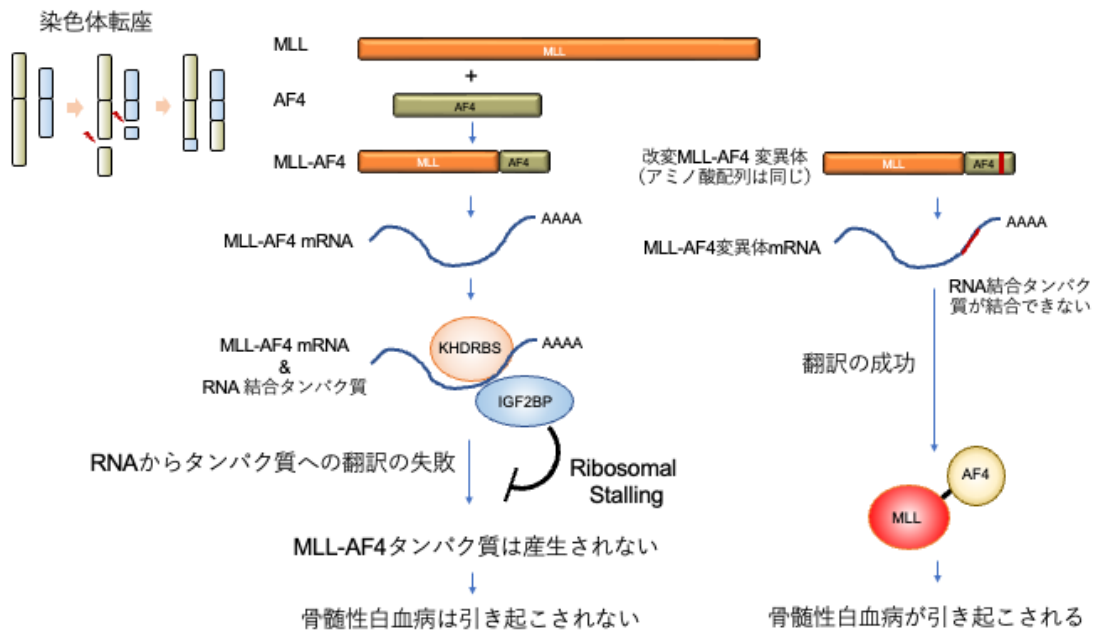 染色体転座
MLL
MLL
+
AF4
AF4
MLL-AF4
MLL
AF4
MLL-AF4 mRNA
AAAA
MLL-AF4 mRNA
&
RNA 結合タンパク質
KHDRBS
AAAA
IGF2BP
RNAからタンパク質への翻訳の失敗
Ribosomal
Stalling
MLL-AF4タンパク質は産生されない
骨髄性白血病は引き起こされない
改変MLL-AF4 変異体
（アミノ酸配列は同じ）
MLL
AF4
MLL-AF4変異体mRNA
AAAA
RNA結合タンパク
質が結合できない
翻訳の成功
AF4
MLL
骨髄性白血病が引き起こされる